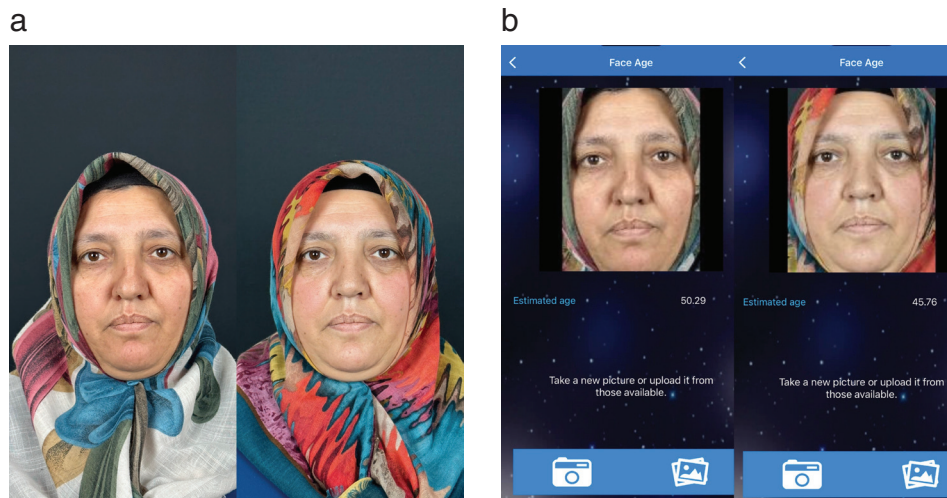 a
b
Face Age
Face Age
Estimated age 50.29
Estimated age 45.76
Take a new picture or upload it from
those available.
Take a new picture or upload it from
those available.